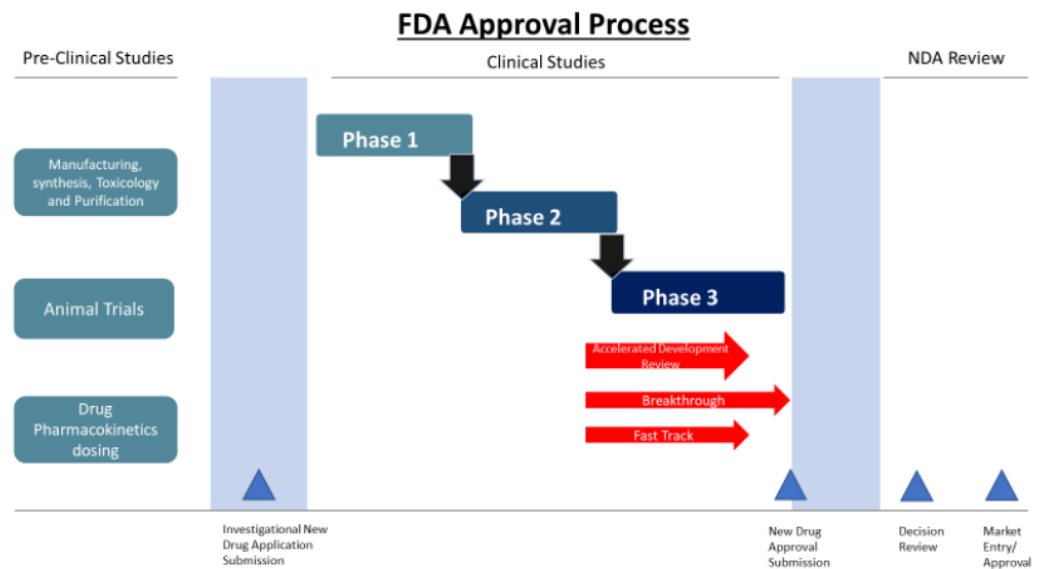 FDA Approval Process
Pre-Clinical Studies
Clinical Studies
NDA Review
Phase 1
Manufacturing,
synthesis, Toxicology
and Purification
Phase 2
Phase 3
Animal Trials
Accelerated Development
Review
Breakthrough
Drug
Pharmacokinetics
dosing
Fast Track
Investigational New
Drug Application
Submission
New Drug
Approval
Submission
Decision
Review
Market
Entry/
Approval